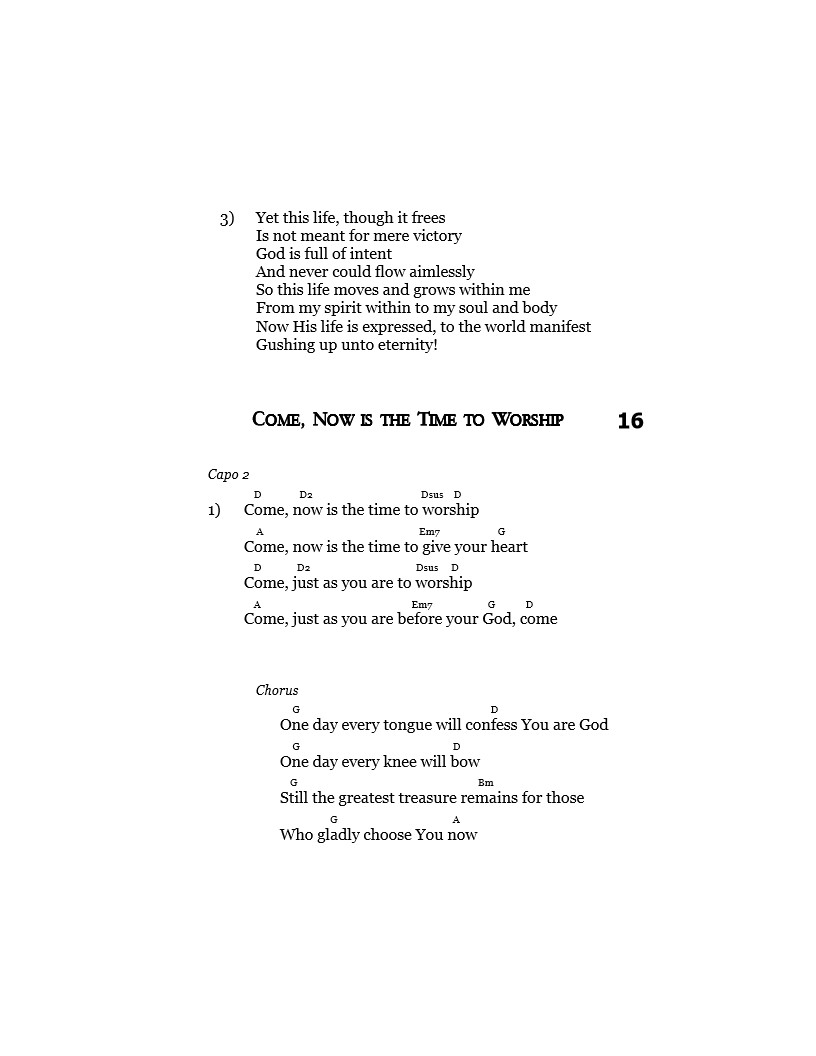 3) Yet this life, though it frees
Is not meant for mere victory
God is full of intent
And never could flow aimlessly
So this life moves and grows within me
From my spirit within to my soul and body
Now His life is expressed, to the world manifest
Gushing up unto eternity!
Come, Now is the Time to Worship 16
Capo 2
D D2 Dsus D
1) Come, now is the time to worship
A Em7 G
Come, now is the time to give your heart
D D2 Dsus D
Come, just as you are to worship
A Em7 G D
Come, just as you are before your God, come
Chorus
G D
One day every tongue will confess You are God
G D
One day every knee will bow
G Bm
Still the greatest treasure remains for those
G A
Who gladly choose You now